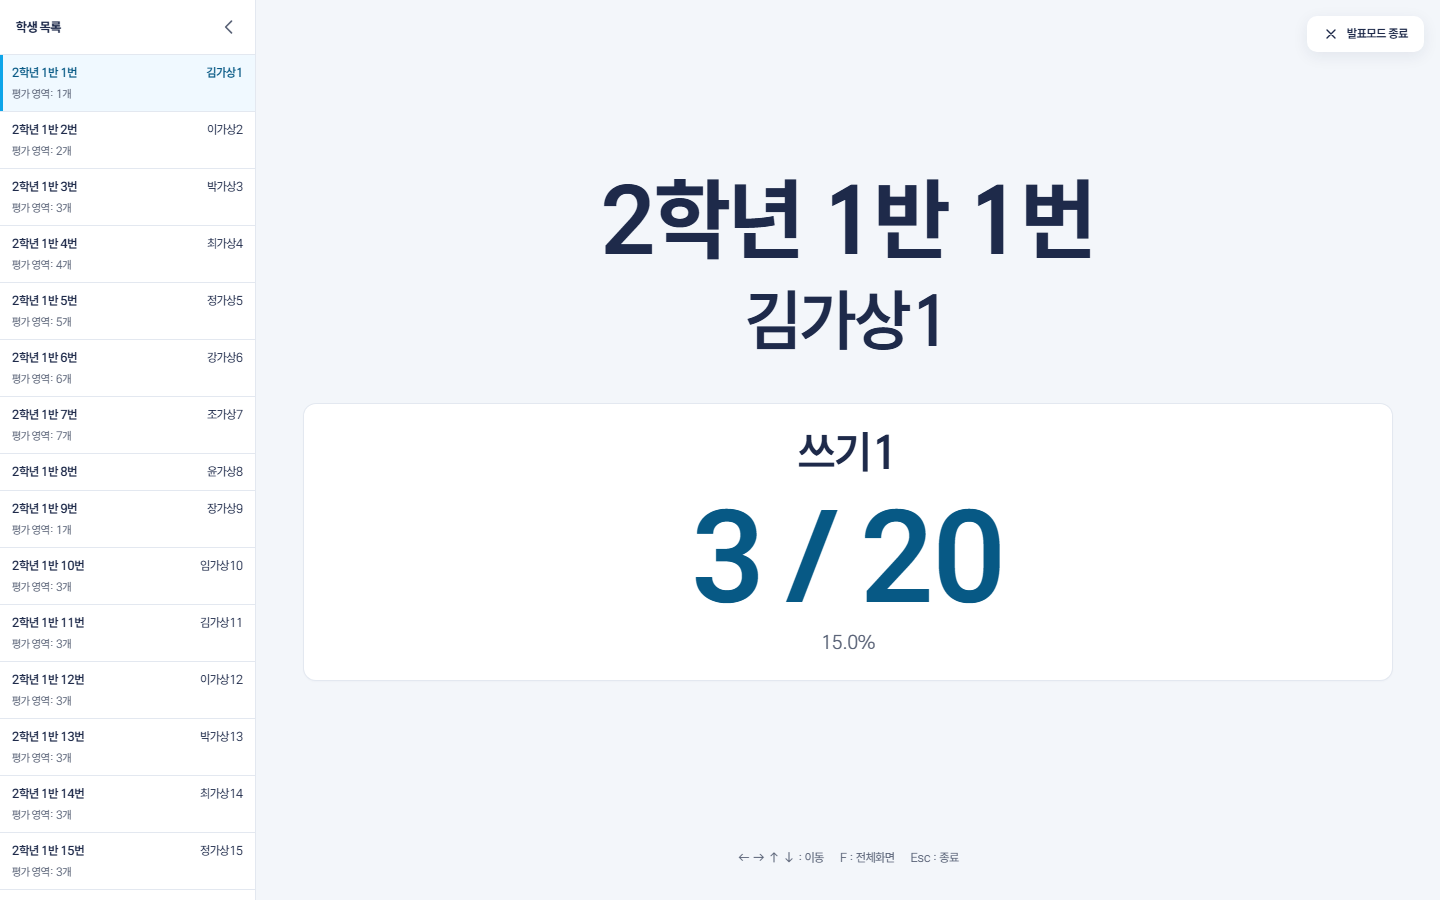 학생 목록
2학년 1반 1번 김가상1
평가 영역: 1개
2학년 1반 2번 이가상2
평가 영역: 2개
2학년 1반 3번 박가상3
평가 영역: 3개
2학년 1반 4번 최가상4
평가 영역: 4개
2학년 1반 5번 정가상5
평가 영역: 5개
2학년 1반 6번 강가상6
평가 영역: 6개
2학년 1반 7번 조가상7
평가 영역: 7개
2학년 1반 8번 윤가상8
2학년 1반 9번 장가상9
평가 영역: 1개
2학년 1반 10번 임가상10
평가 영역: 3개
2학년 1반 11번 김가상11
평가 영역: 3개
2학년 1반 12번 이가상12
평가 영역: 3개
2학년 1반 13번 박가상13
평가 영역: 3개
2학년 1반 14번 최가상14
평가 영역: 3개
2학년 1반 15번 정가상15
평가 영역: 3개
발표모드 종료
2학년 1반 1번
김가상1
쓰기1
3 / 20
15.0%
← → ↑ ↓ : 이동 F : 전체화면 Esc : 종료